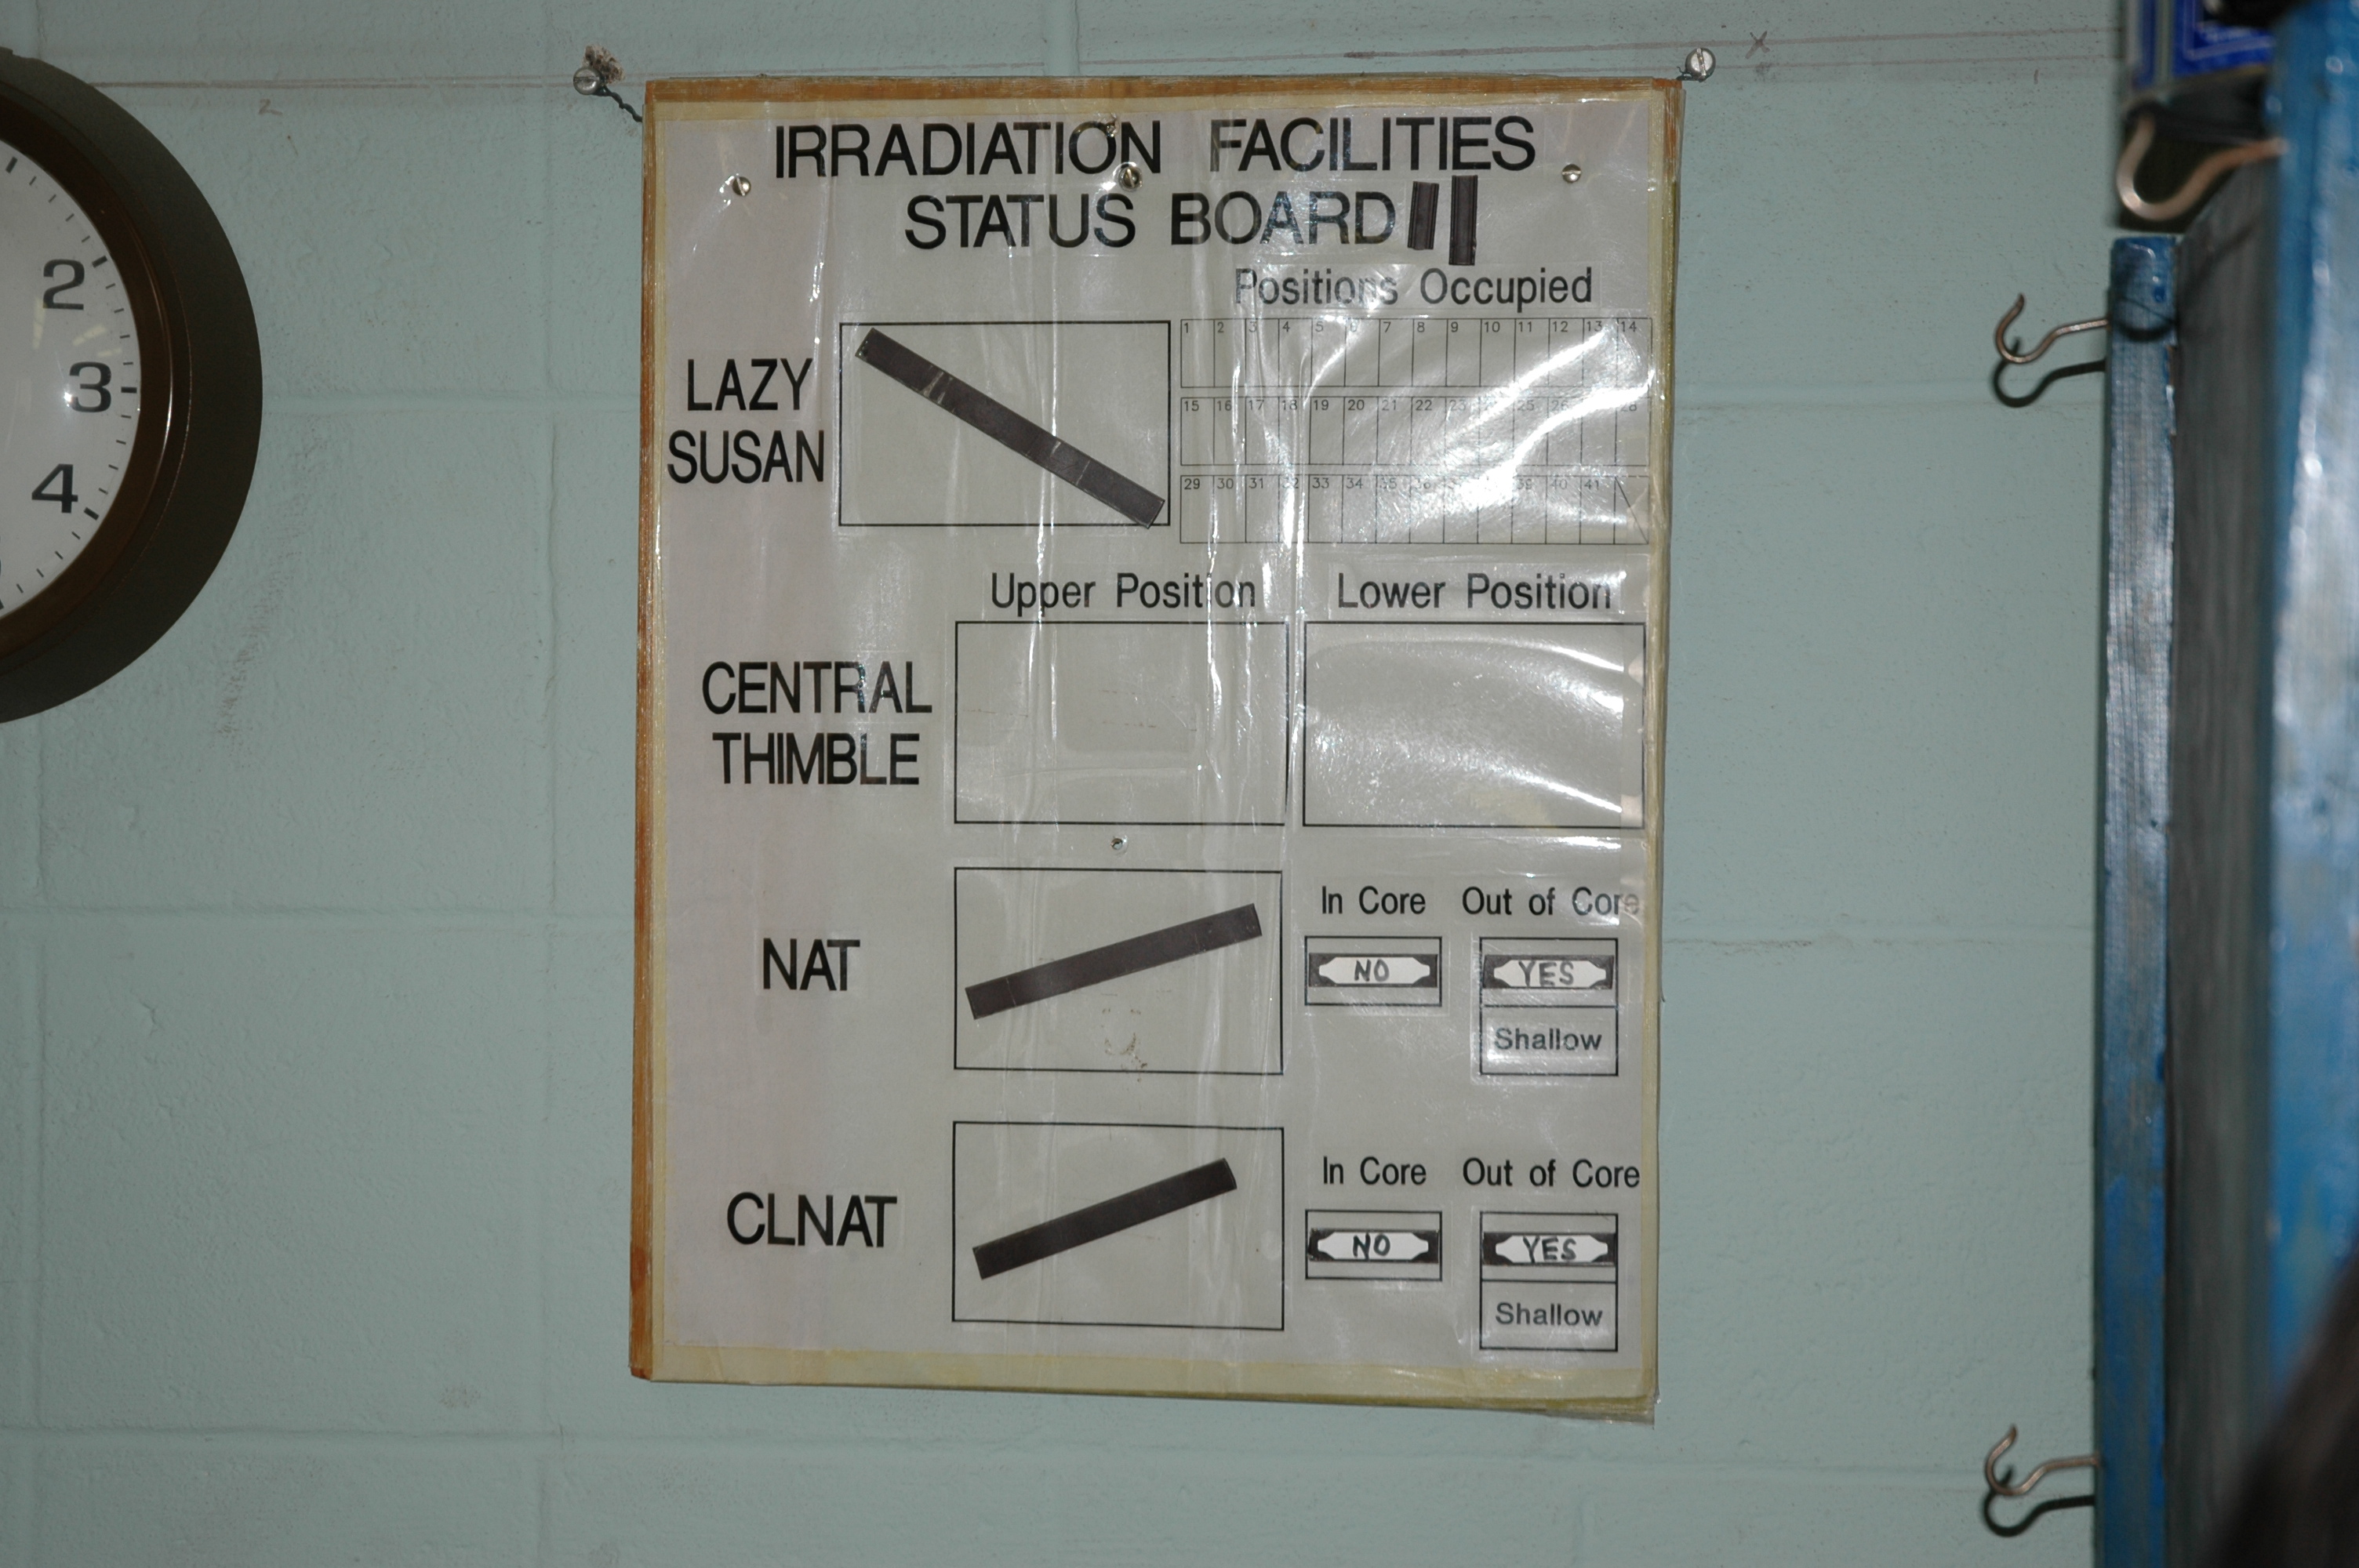 IRRADIATION FACILITIES
STATUS BOARD
Positions Occupied
LAZY
SUSAN
1 2 3 4 5 6 7 8 9 10 11 12 13 14
15 16 17 18 19 20 21 22 23 25 26 28
29 30 31 32 33 34 35 36 39 40 41
Upper Position Lower Position
CENTRAL
THIMBLE
In Core Out of Core
NAT
NO YES
Shallow
In Core Out of Core
CLNAT
NO YES
Shallow
2
3
4